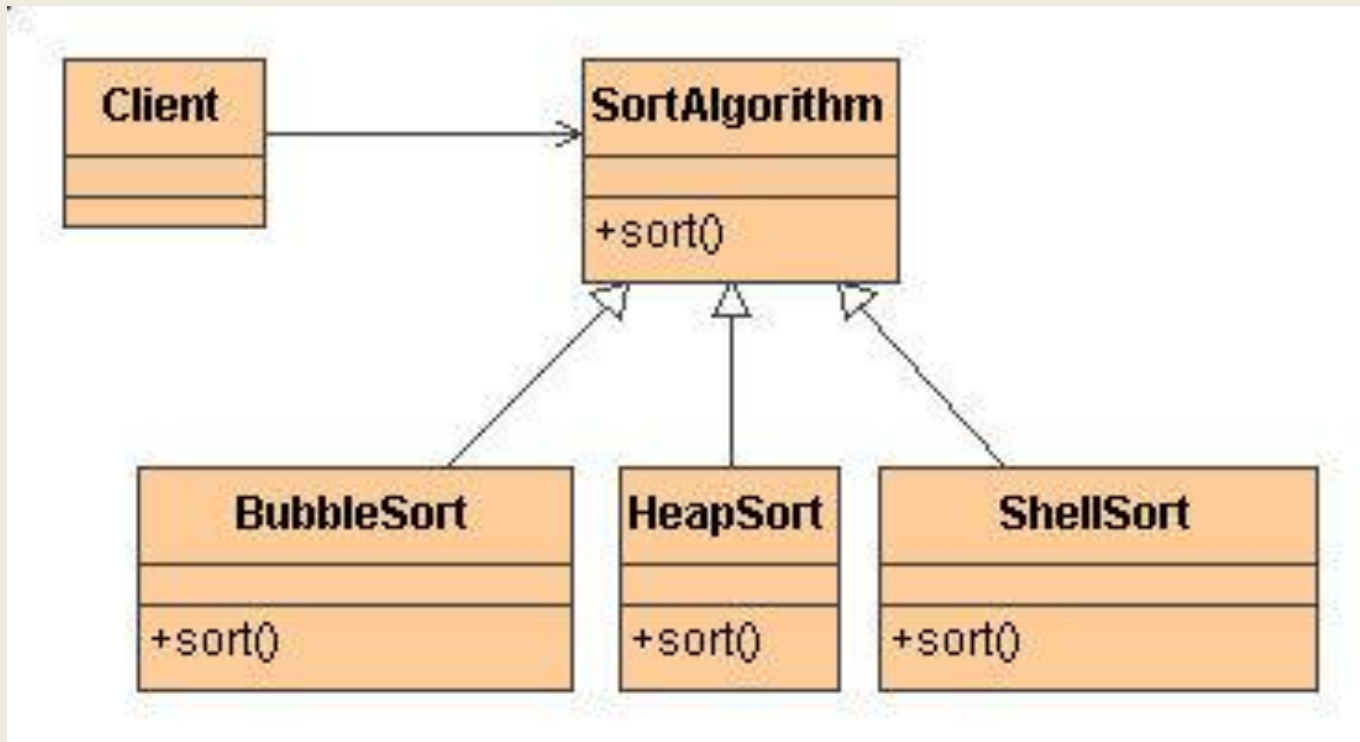 Client
SortAlgorithm
+sort()
BubbleSort
HeapSort
ShellSort
+sort()
+sort()
+sort()